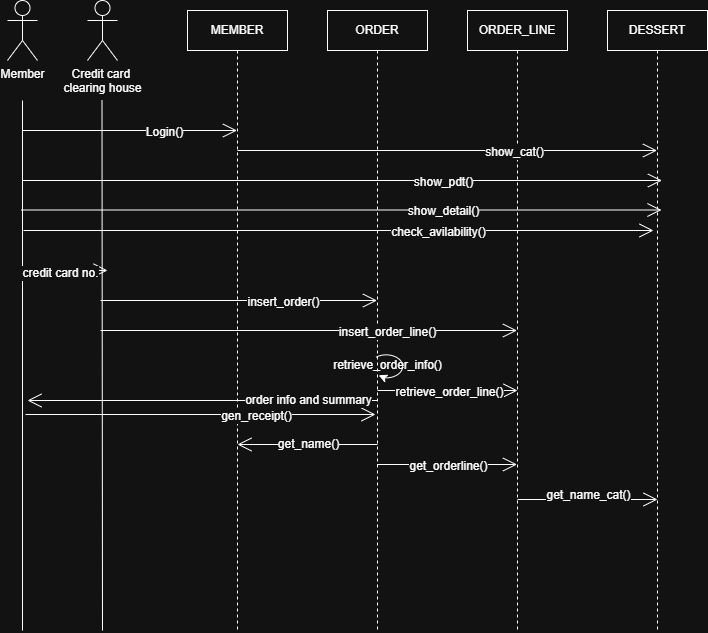 MEMBER
ORDER
ORDER_LINE
DESSERT
Member
Credit card
clearing house
Login()
show_cat()
show_pdt()
show_detail()
check_avilability()
credit card no.
insert_order()
insert_order_line()
retrieve_order_info()
retrieve_order_line()
order info and summary
gen_receipt()
get_name()
get_orderline()
get_name_cat()